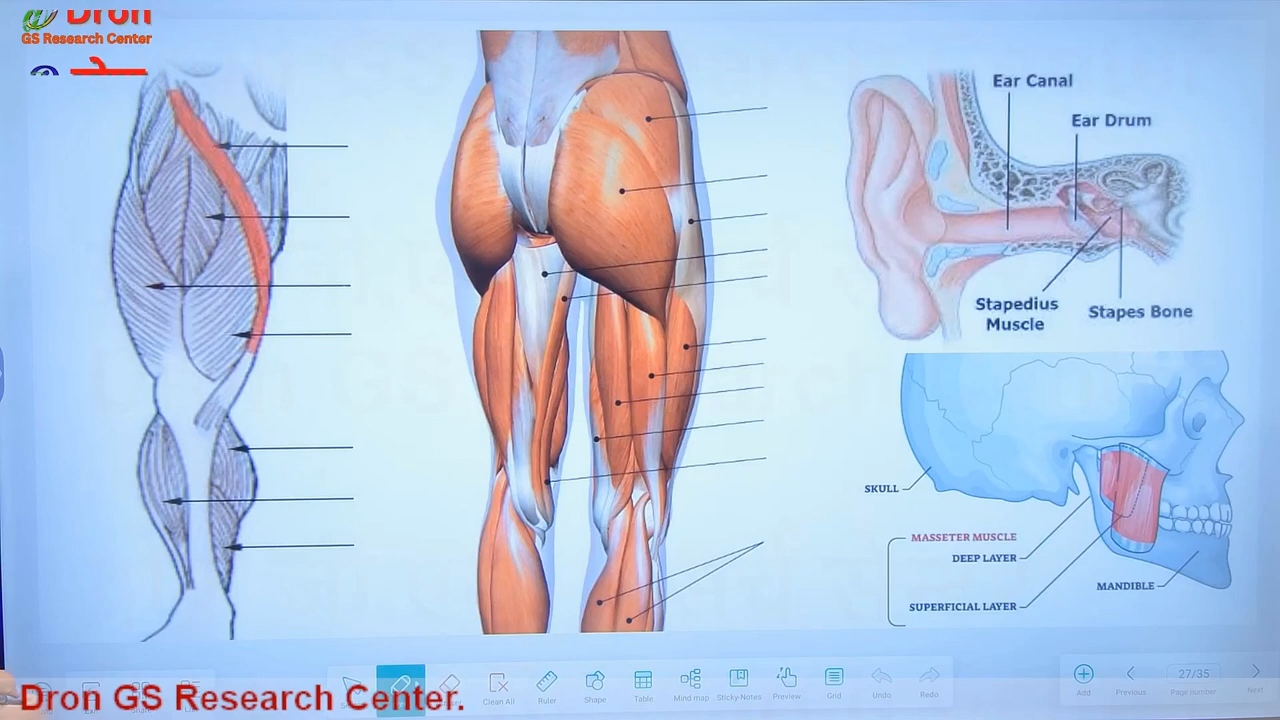 Dron
GS Research Center
Ear Canal
Ear Drum
Stapedius
Muscle
Stapes Bone
SKULL
MASSETER MUSCLE
DEEP LAYER
MANDIBLE
SUPERFICIAL LAYER
Clean All
Ruler
Shape
Table
Mind map
Sticky-Notes
Preview
Grid
Undo
Redo
Add
Previous
27/35
Page number
Next
Dron GS Research Center.